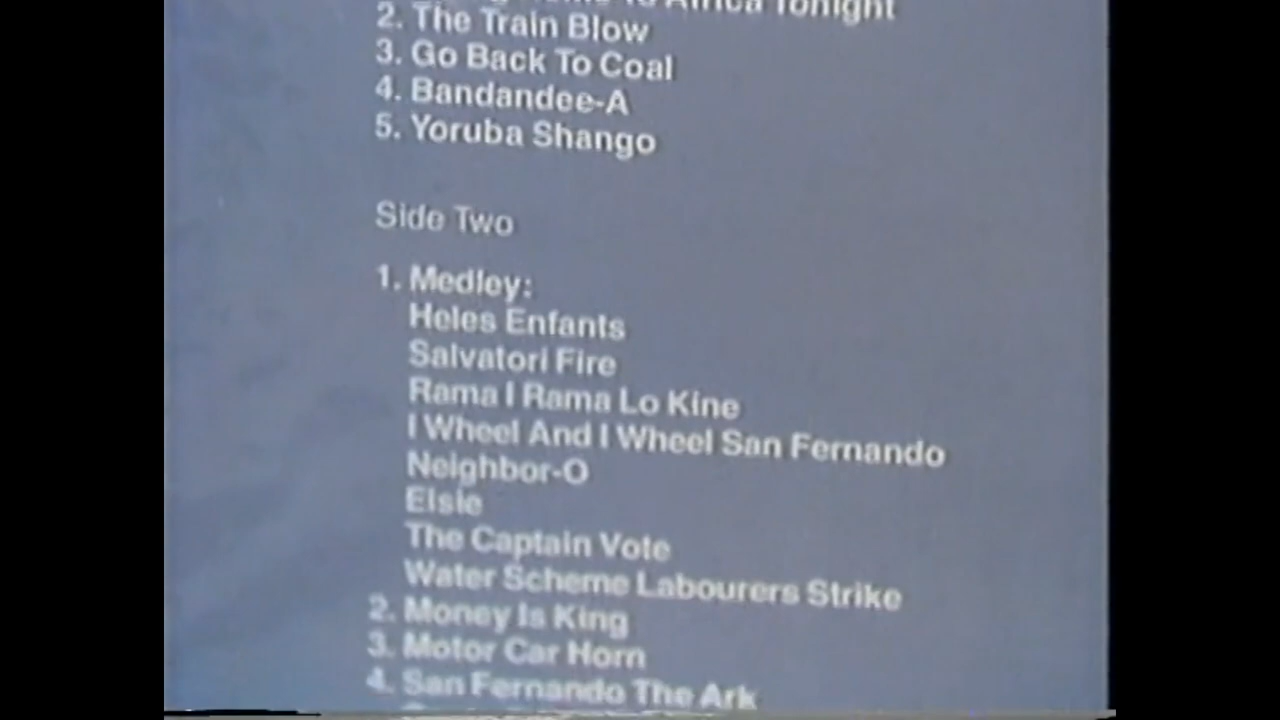 Africa Tonight
2. The Train Blow
3. Go Back To Coal
4. Bandandee-A
5. Yoruba Shango
Side Two
1. Medley:
Heles Enfants
Salvatori Fire
Rama I Rama Lo Kine
I Wheel And I Wheel San Fernando
Neighbor-O
Elsie
The Captain Vote
Water Scheme Labourers Strike
2. Money Is King
3. Motor Car Horn
4. San Fernando The Ark